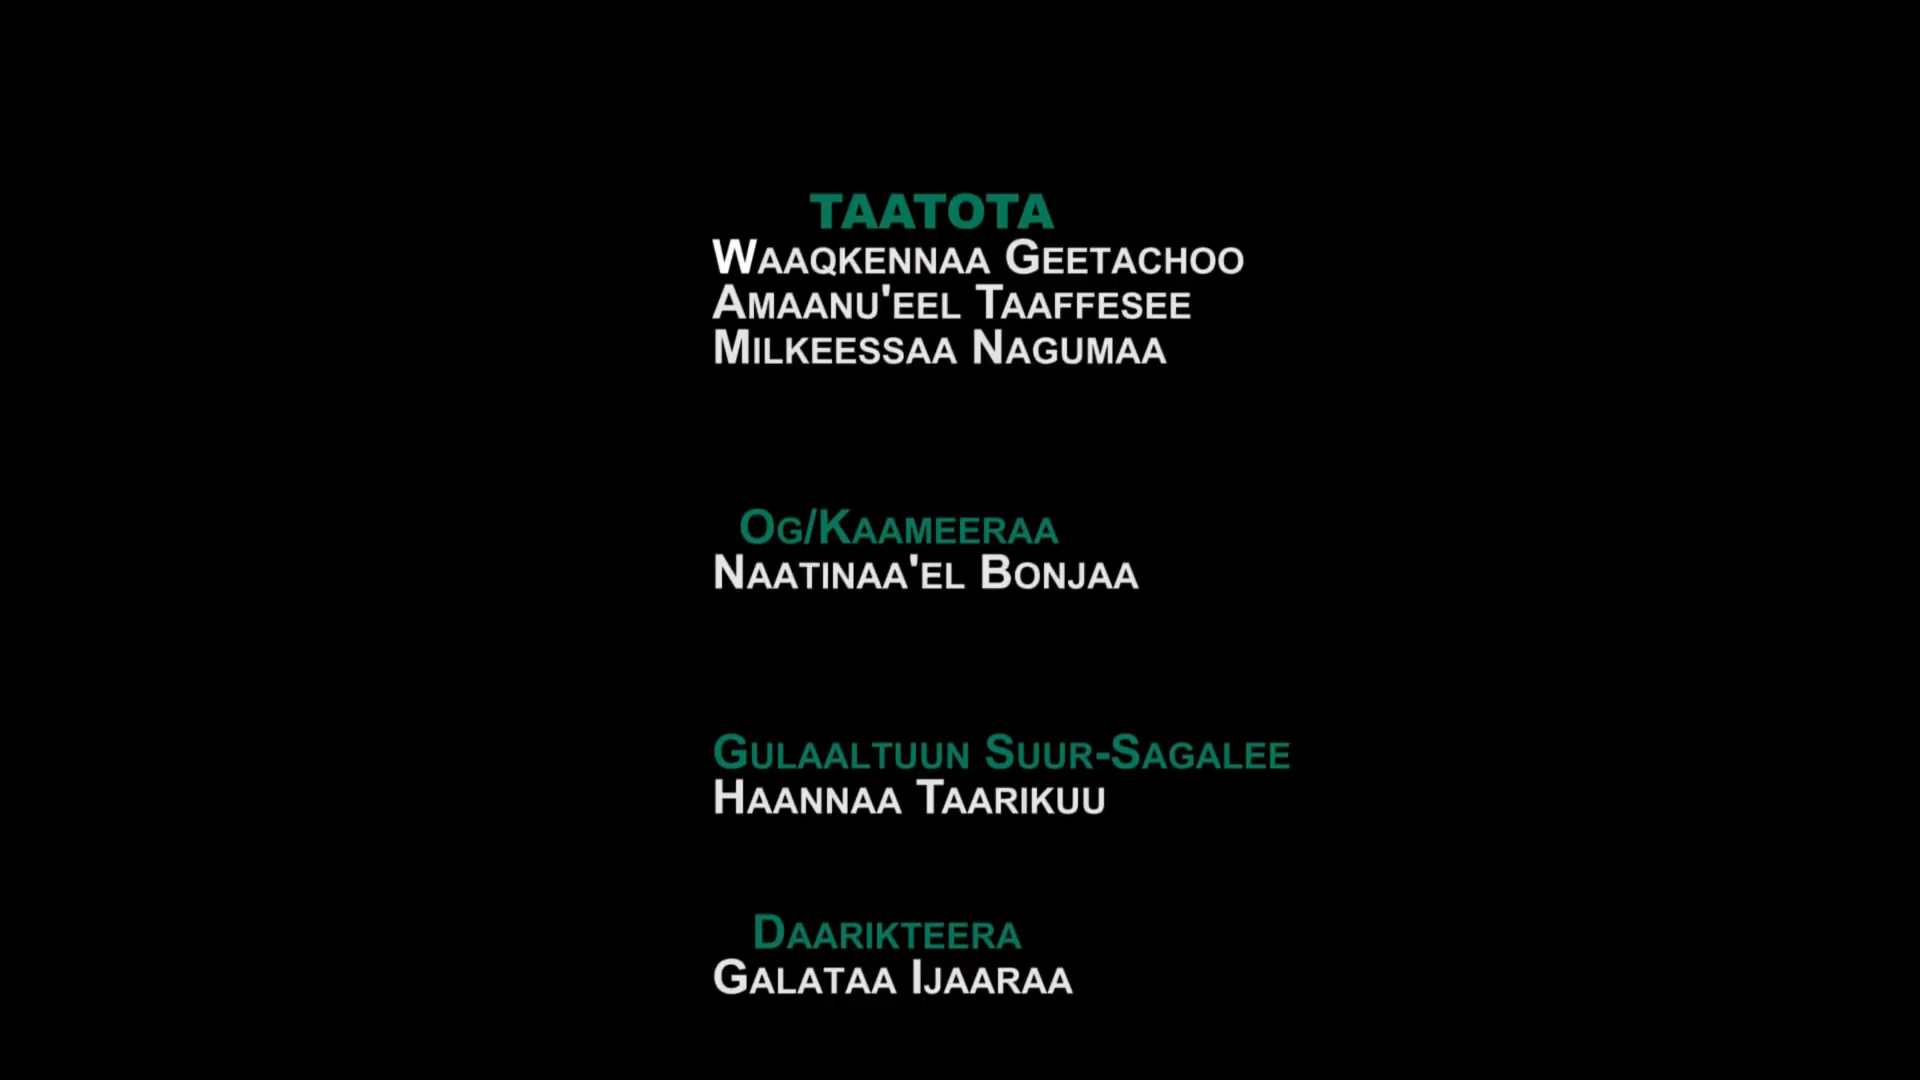 TAATOTA
Waaqkennaa Geetachoo
Amaanu'eel Taaffesee
Milkeessaa Nagumaa
Og/Kaameeraa
Naatinaa'el Bonjaa
Gulaaltuun Suur-Sagalee
Haannaa Taarikuu
Daarikteera
Galataa Ijaaraa